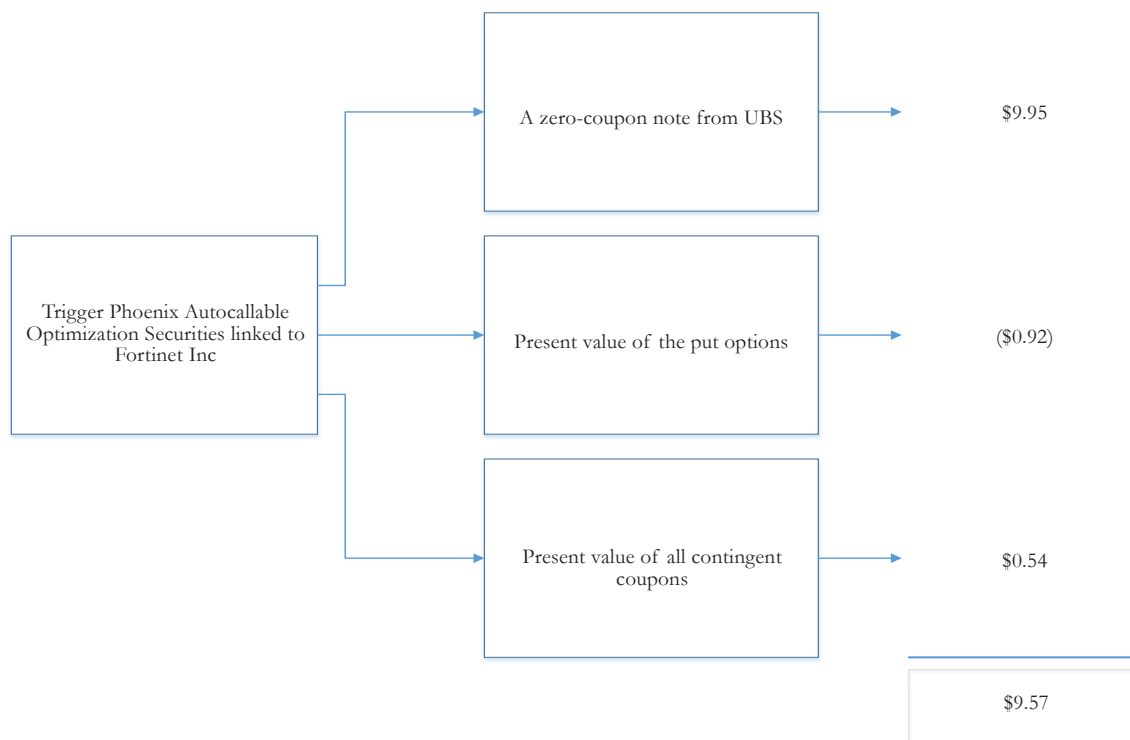 A zero-coupon note from UBS
$9.95
Trigger Phoenix Autocallable
Optimization Securities linked to
Fortinet Inc
Present value of the put options
($0.92)
Present value of all contingent
coupons
$0.54
$9.57